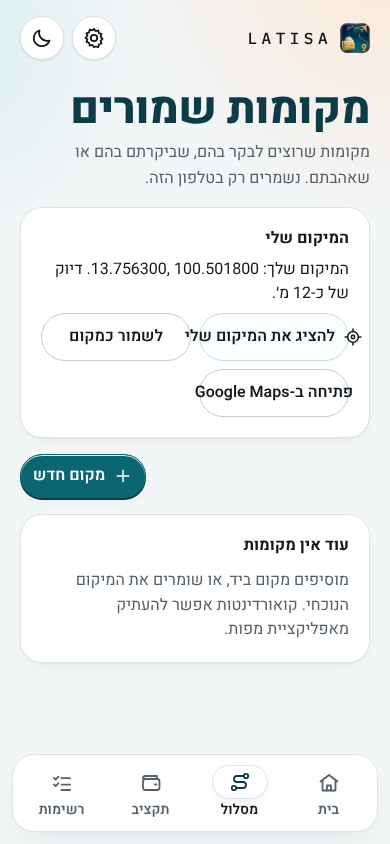 LATISA
מקומות שמורים
מקומות שרוצים לבקר בהם, שביקרתם בהם או
שאהבתם. נשמרים רק בטלפון הזה.
המיקום שלי
המיקום שלך: 13.756300, 100.501800. דיוק
של כ-12 מ׳.
להציג את המיקום שלי
לשמור כמקום
פתיחה ב-Google Maps
מקום חדש
עוד אין מקומות
מוסיפים מקום ביד, או שומרים את המיקום
הנוכחי. קואורדינטות אפשר להעתיק
מאפליקציית מפות.
בית
מסלול
תקציב
רשימות